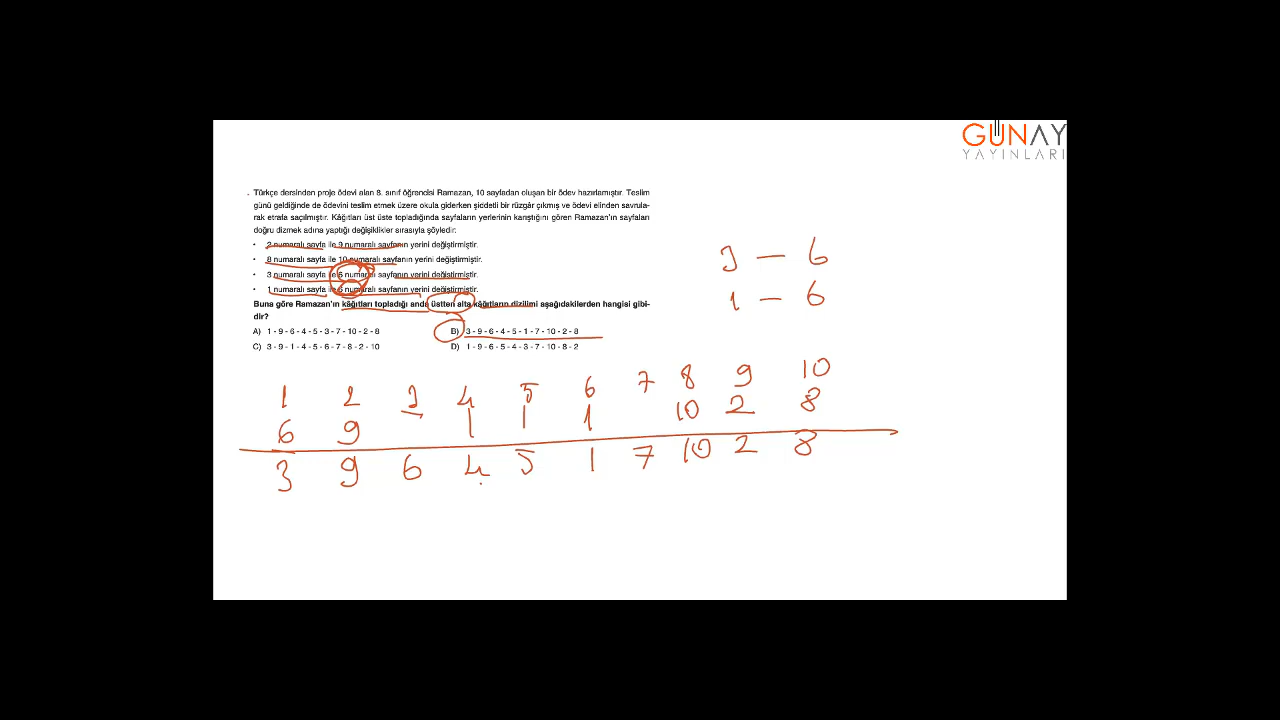 GÜNAY
YAYINLARI
Türkçe dersinden proje ödevi alan 8. sınıf öğrencisi Ramazan, 10 sayfadan oluşan bir ödev hazırlamıştır. Teslim
günü geldiğinde de ödevini teslim etmek üzere okula giderken şiddetli bir rüzgâr çıkmış ve ödevi elinden savrula-
rak etrafa saçılmıştır. Kâğıtları üst üste topladığında sayfaların yerlerinin karıştığını gören Ramazan'ın sayfaları
doğru dizmek adına yaptığı değişiklikler sırasıyla şöyledir:
• 2 numaralı sayfa ile 9 numaralı sayfanın yerini değiştirmiştir.
• 8 numaralı sayfa ile 10 numaralı sayfanın yerini değiştirmiştir.
• 3 numaralı sayfa ile 6 numaralı sayfanın yerini değiştirmiştir.
• 1 numaralı sayfa ile 6 numaralı sayfanın yerini değiştirmiştir.
Buna göre Ramazan'ın kâğıtları topladığı anda üstten alta kâğıtların dizilimi aşağıdakilerden hangisi gibi-
dir?
A) 1 - 9 - 6 - 4 - 5 - 3 - 7 - 10 - 2 - 8
B) 3 - 9 - 6 - 4 - 5 - 1 - 7 - 10 - 2 - 8
C) 3 - 9 - 1 - 4 - 5 - 6 - 7 - 8 - 2 - 10
D) 1 - 9 - 6 - 5 - 4 - 3 - 7 - 10 - 8 - 2
3 — 6
1 — 6
1 2 3 4 5 6 7 8 9 10
6 9 1 1 1 10 2 8
3 9 6 4 5 1 7 10 2 8